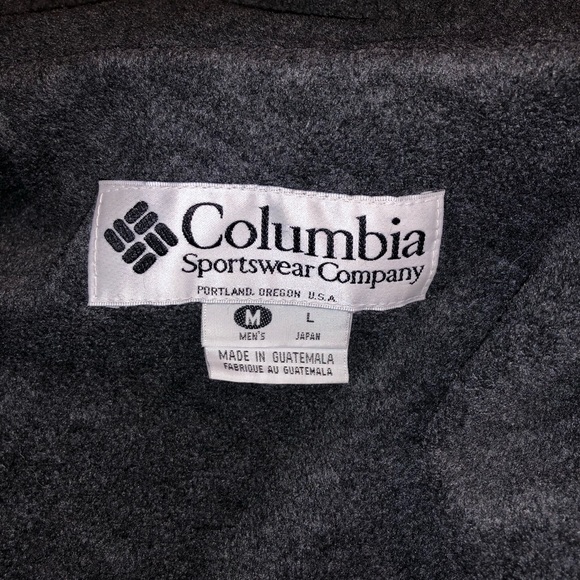 Columbia
Sportswear Company
PORTLAND, OREGON U.S.A.
M L
MEN'S JAPAN
MADE IN GUATEMALA
FABRIQUE AU GUATEMALA